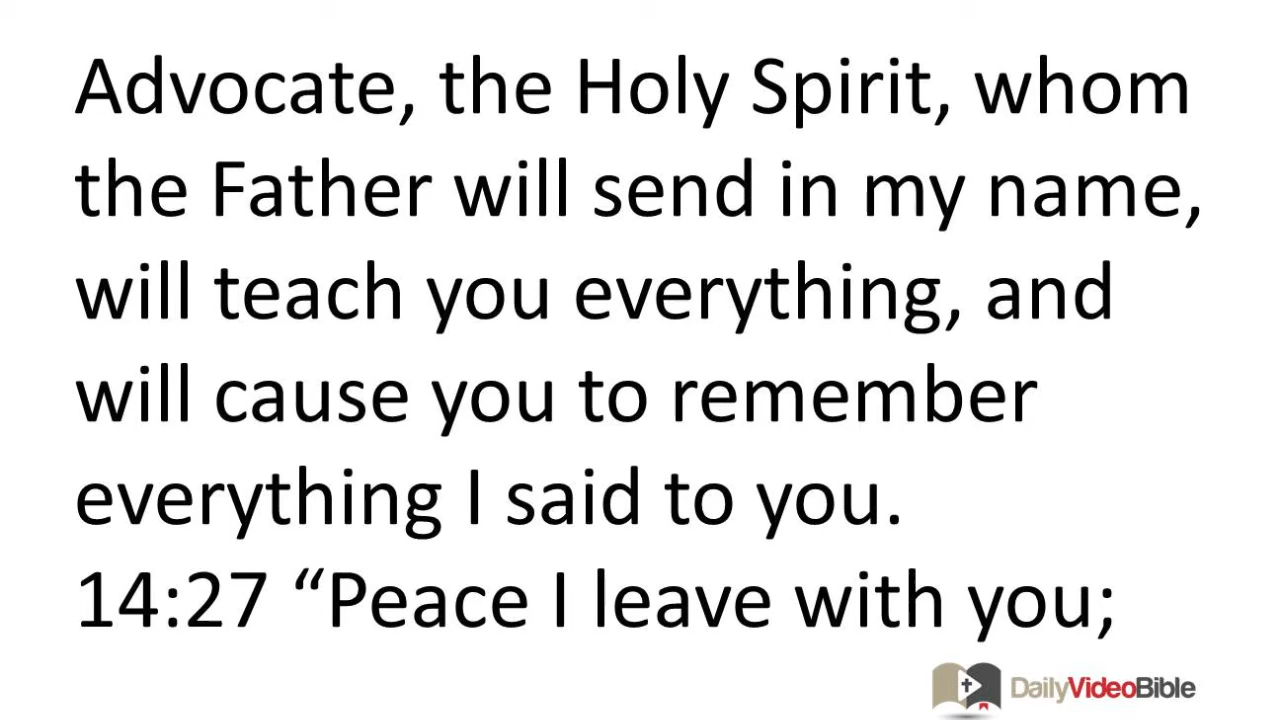 Advocate, the Holy Spirit, whom
the Father will send in my name,
will teach you everything, and
will cause you to remember
everything I said to you.
14:27 “Peace I leave with you;
DailyVideoBible